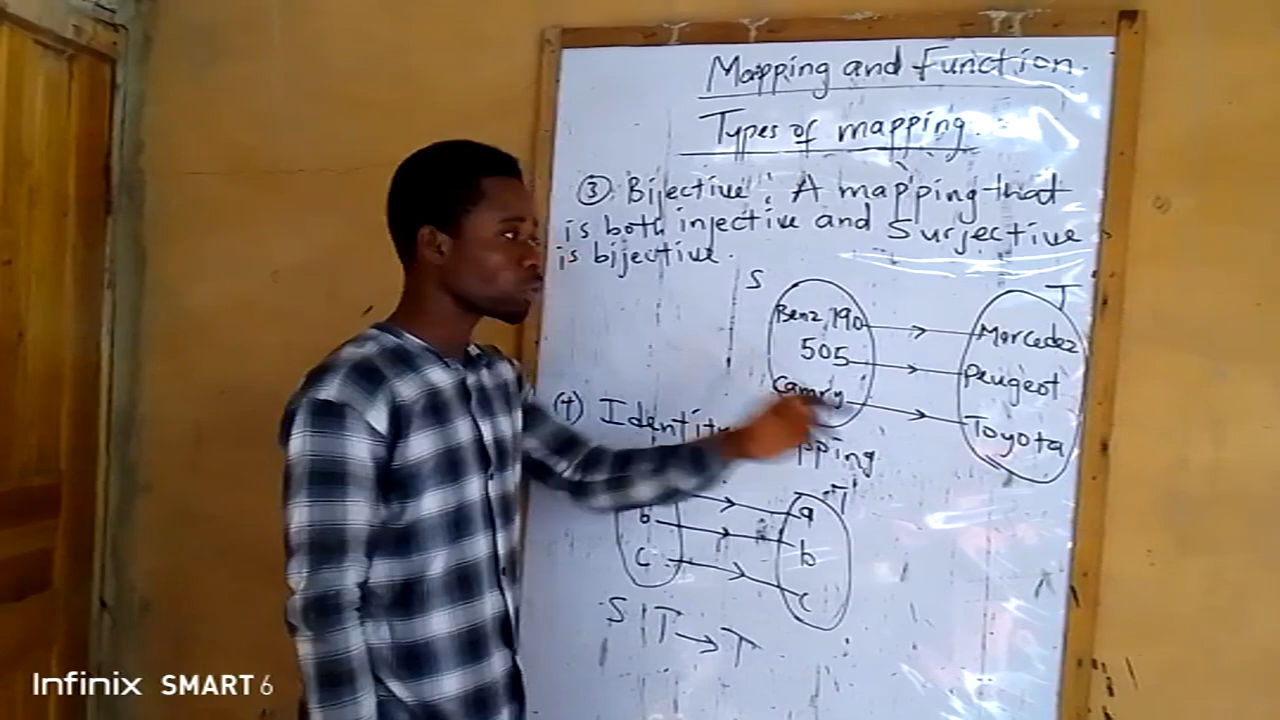 Mapping and Function.
Types of mapping
③ Bijective: A mapping that
is both injective and Surjective
is bijective.
S
T
Benz 190
Mercedez
505
Peugeot
Camry
Toyota
(4) Identity
pping
T
a
b
b
c
c
S IT → T
Infinix SMART 6